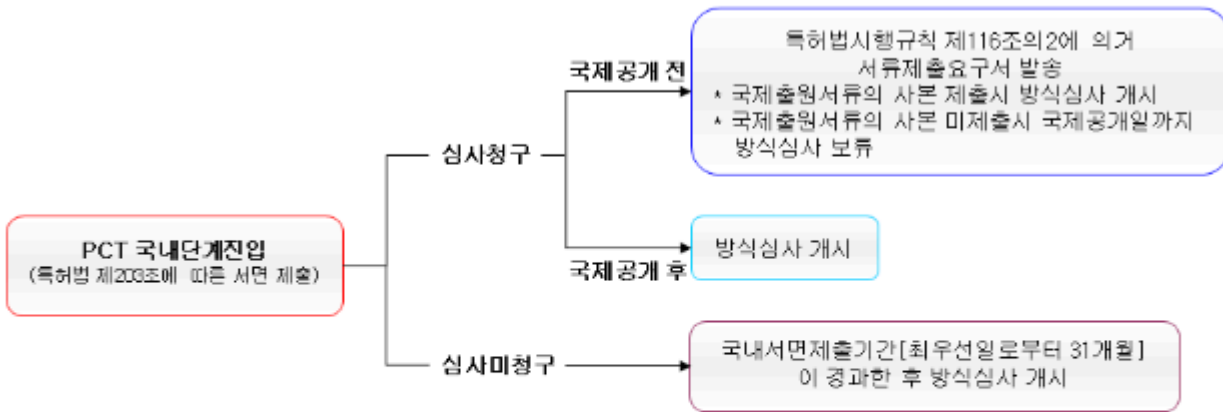 PCT 국내단계진입
(특허법 제203조에 따른 서면 제출)
심사청구
국제공개 전
특허법시행규칙 제116조의2에 의거
서류제출요구서 발송
* 국제출원서류의 사본 제출시 방식심사 개시
* 국제출원서류의 사본 미제출시 국제공개일까지
방식심사 보류
국제공개 후
방식심사 개시
심사미청구
국내서면제출기간[최우선일로부터 31개월]
이 경과한 후 방식심사 개시